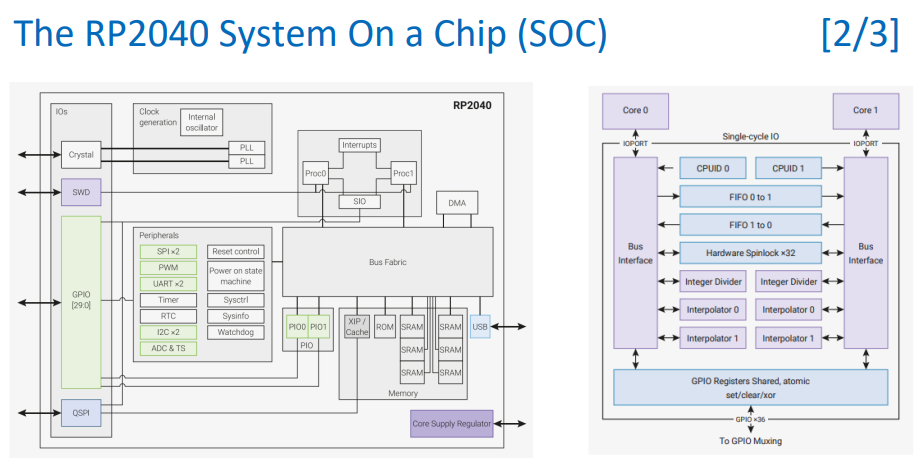 The RP2040 System On a Chip (SOC)
[2/3]
RP2040
IOs
Crystal
SWD
GPIO
[29:0]
QSPI
Clock
generation
Internal
oscillator
PLL
PLL
Interrupts
Proc0
Proc1
SIO
DMA
Peripherals
SPI ×2
PWM
UART ×2
Timer
RTC
I2C ×2
ADC & TS
Reset control
Power on state
machine
Sysctrl
Sysinfo
Watchdog
Bus Fabric
PIO0
PIO1
PIO
XIP /
Cache
ROM
SRAM
SRAM
SRAM
SRAM
SRAM
SRAM
Memory
USB
Core Supply Regulator
Core 0
Core 1
IOPORT
Single-cycle IO
IOPORT
Bus
Interface
CPUID 0
CPUID 1
FIFO 0 to 1
FIFO 1 to 0
Hardware Spinlock ×32
Integer Divider
Integer Divider
Interpolator 0
Interpolator 0
Interpolator 1
Interpolator 1
Bus
Interface
GPIO Registers Shared, atomic
set/clear/xor
GPIO ×36
To GPIO Muxing